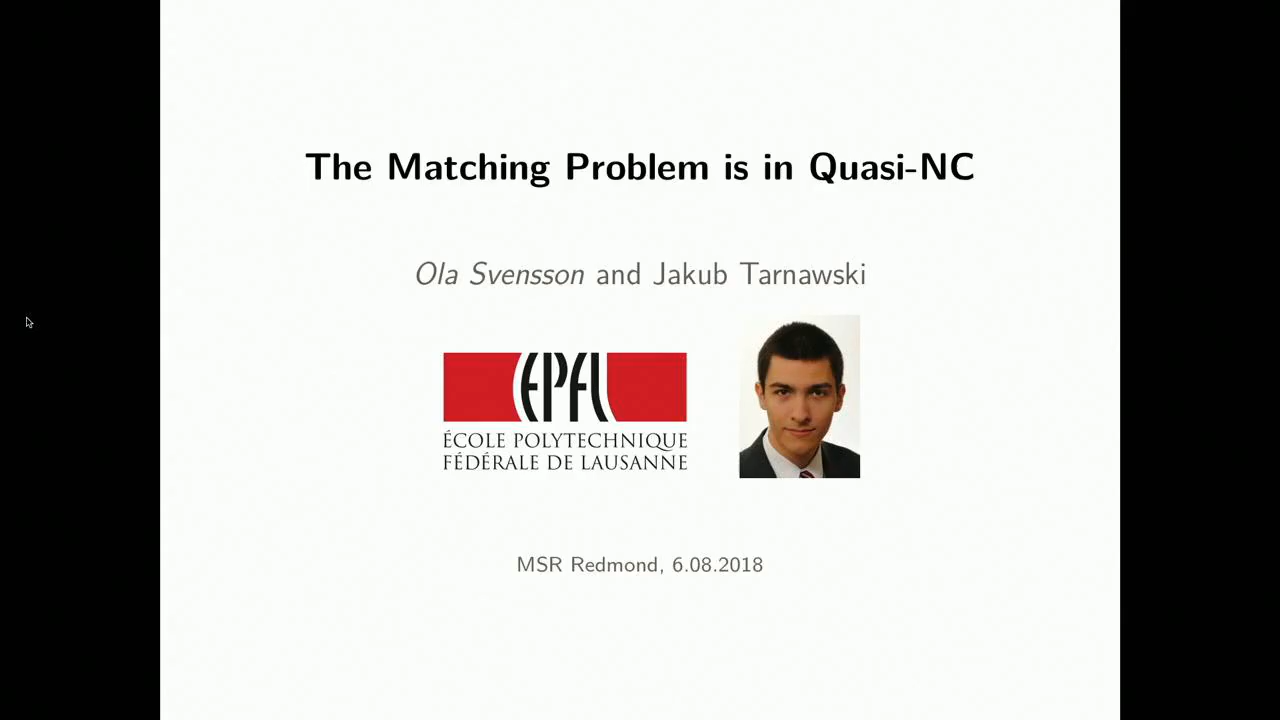 The Matching Problem is in Quasi-NC
Ola Svensson and Jakub Tarnawski
EPFL
ÉCOLE POLYTECHNIQUE
FÉDÉRALE DE LAUSANNE
MSR Redmond, 6.08.2018